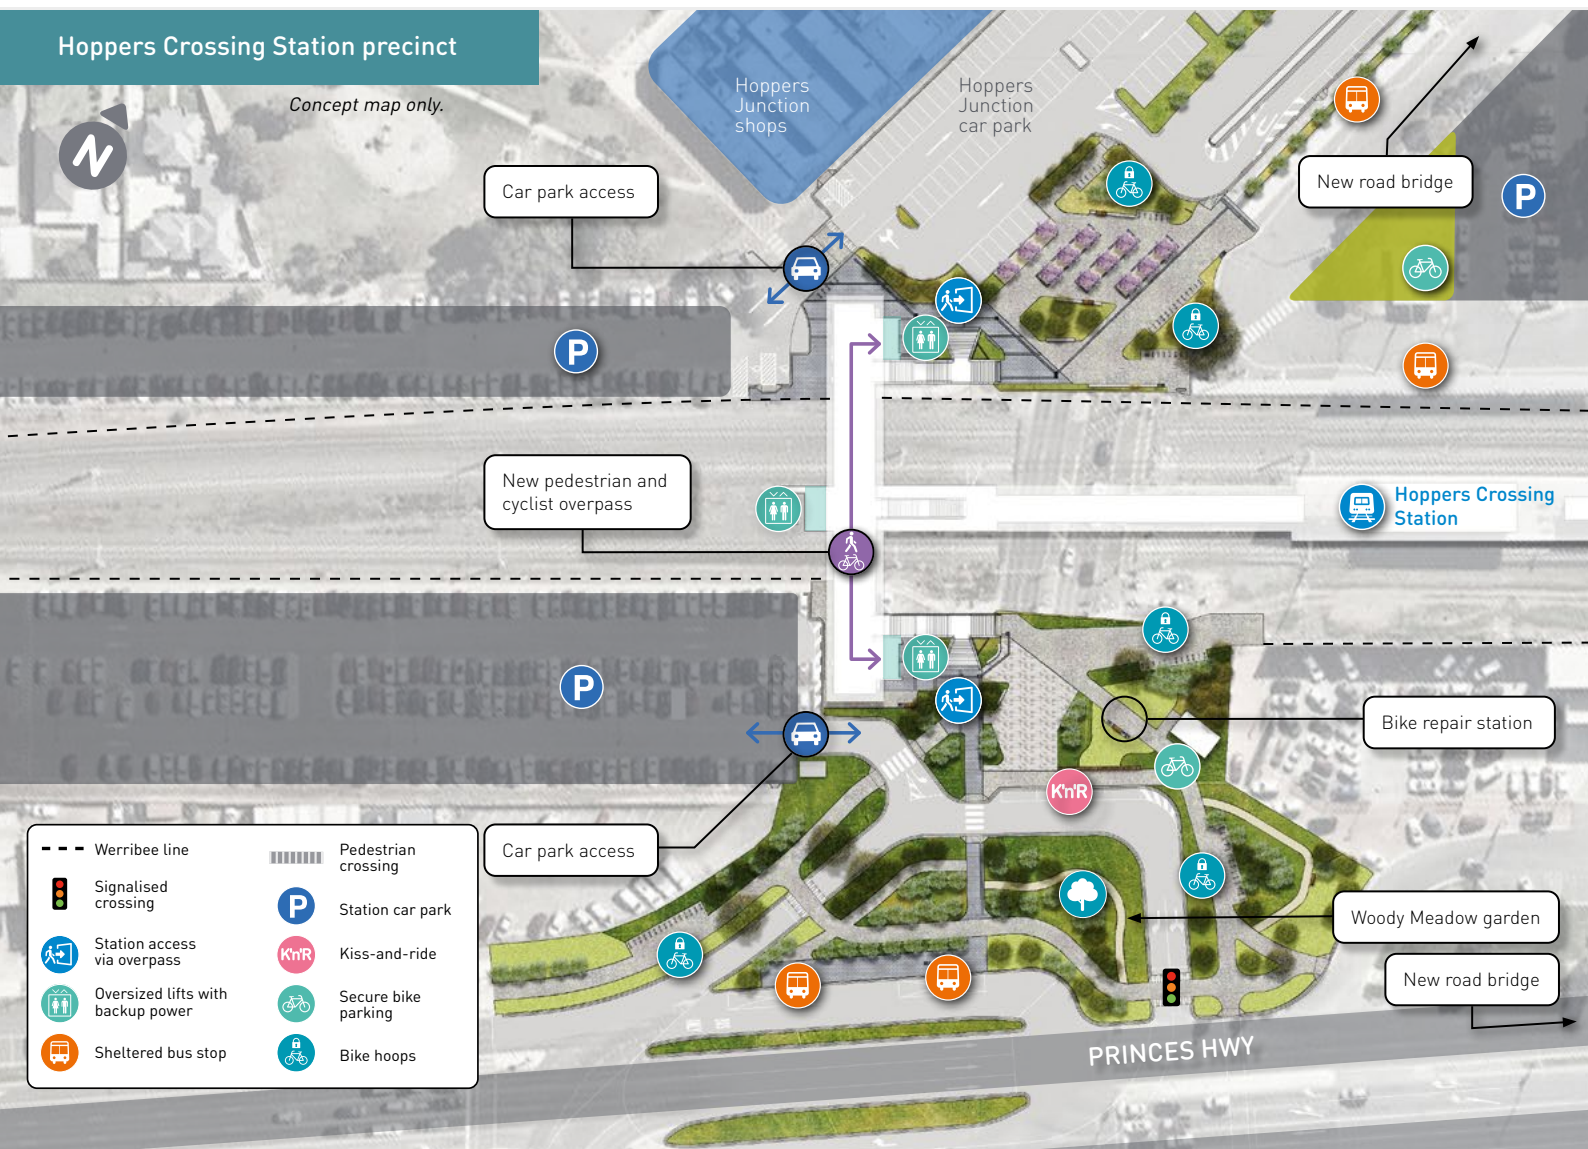 Hoppers Crossing Station precinct
Concept map only.
N
Hoppers
Junction
shops
Hoppers
Junction
car park
Car park access
New road bridge
P
P
New pedestrian and
cyclist overpass
Hoppers Crossing
Station
P
Bike repair station
K'n'R
Car park access
Woody Meadow garden
New road bridge
PRINCES HWY
Werribee line
Signalised
crossing
Station access
via overpass
Oversized lifts with
backup power
Sheltered bus stop
Pedestrian
crossing
P
Station car park
K'n'R
Kiss-and-ride
Secure bike
parking
Bike hoops